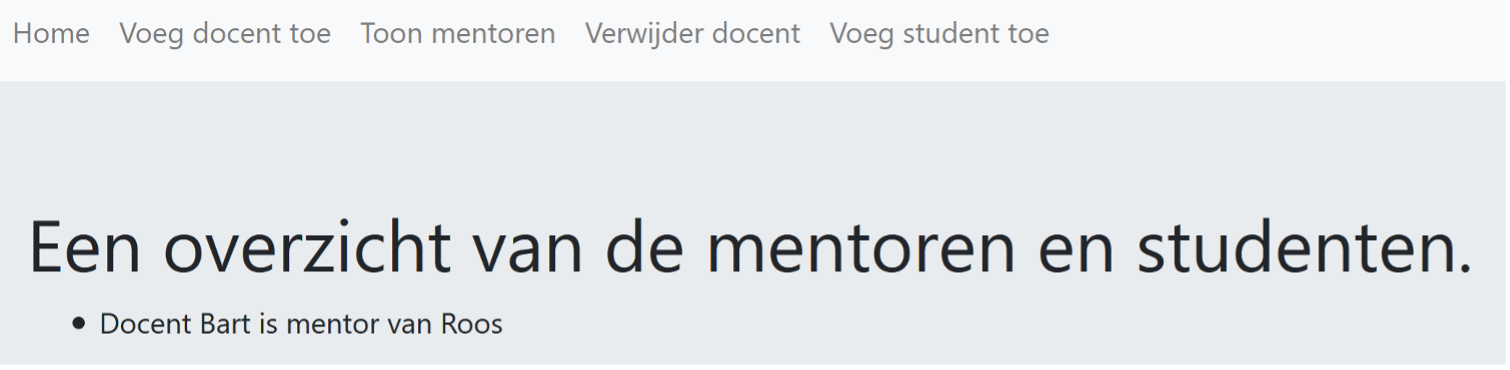 Home Voeg docent toe Toon mentoren Verwijder docent Voeg student toe
Een overzicht van de mentoren en studenten.
• Docent Bart is mentor van Roos